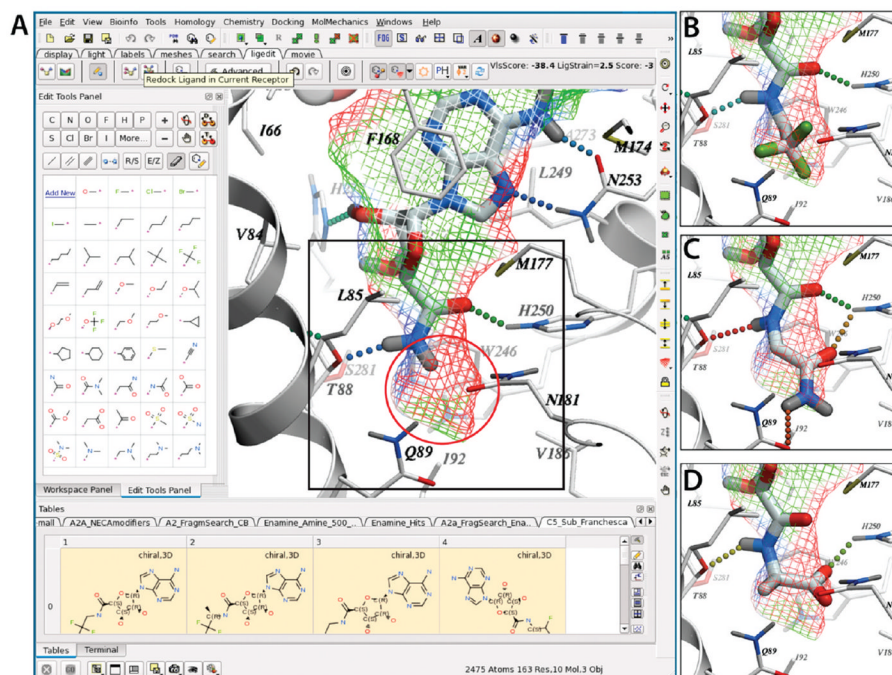 A
File Edit View Bioinfo Tools Homology Chemistry Docking MolMechanics Windows Help
display light labels meshes search ligedit movie
Advanced
VlsScore: -38.4 LigStrain=2.5 Score: -3
Redock Ligand in Current Receptor
Edit Tools Panel
C N O F H P
S Cl Br I More...
R/S E/Z
Add New
Workspace Panel Edit Tools Panel
I66
F168
A273
M174
L249
N253
V84
M177
L85
H250
W246
S281
T88
N181
Q89
I92
Tables
A2A_NECAmodifiers A2_FragmSearch_CB Enamine_Amine_500_.. Enamine_Hits A2a_FragSearch_Ena.. C5_Sub_Franchesca
1 2 3 4
chiral,3D chiral,3D chiral,3D chiral,3D
0
Tables Terminal
2475 Atoms 163 Res,10 Mol.3 Obj
B
M177
L85
H250
W246
S281
T88
Q89
I92
C
M177
L85
H250
S281
T88
Q89
I92
D
M177
L85
H250
S281
T88
Q89
I92